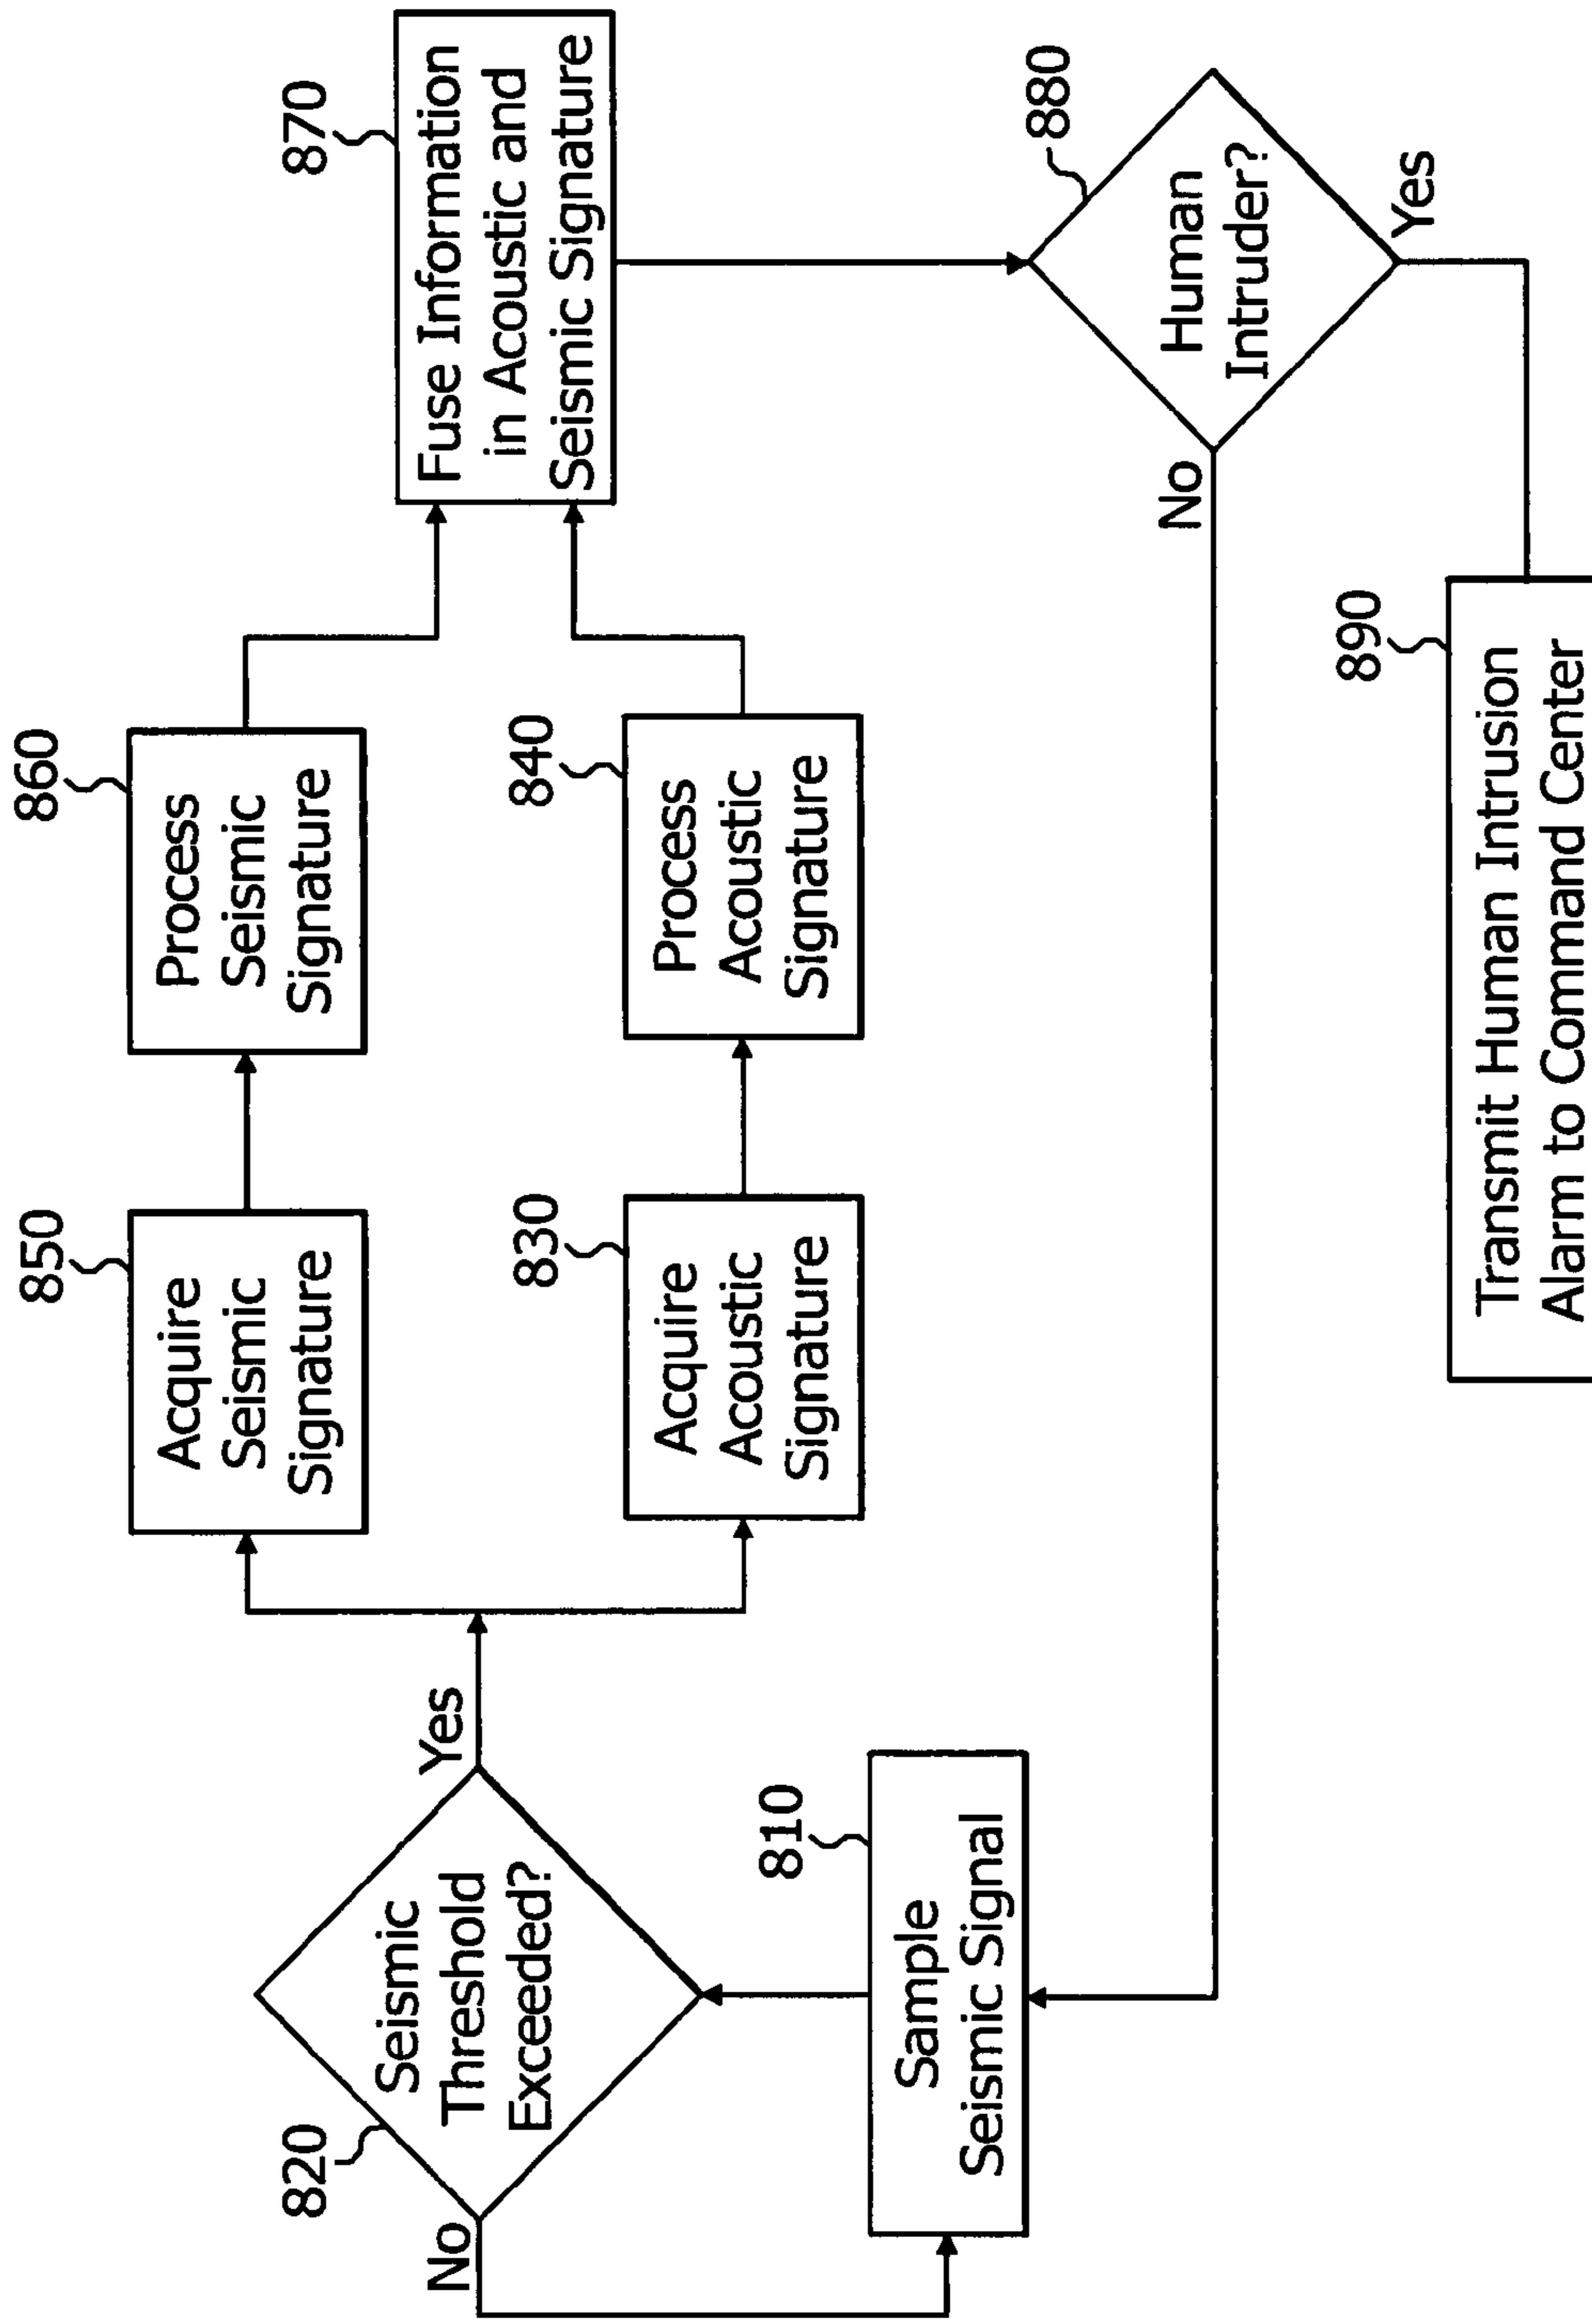 820
Seismic
Threshold
Exceeded?
No
Yes
810
Sample
Seismic Signal
850
Acquire
Seismic
Signature
860
Process
Seismic
Signature
830
Acquire
Acoustic
Signature
840
Process
Acoustic
Signature
870
Fuse Information
in Acoustic and
Seismic Signature
880
Human
Intruder?
No
Yes
890
Transmit Human Intrusion
Alarm to Command Center